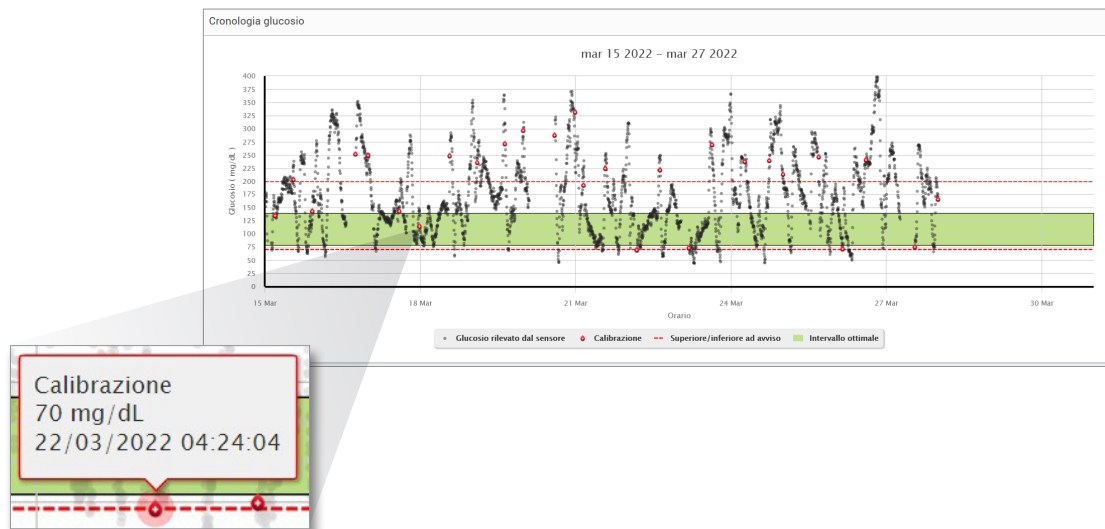 Cronologia glucosio
mar 15 2022 - mar 27 2022
Glucosio ( mg/dL )
400
375
350
325
300
275
250
225
200
175
150
125
100
75
50
25
0
15 Mar 18 Mar 21 Mar 24 Mar 27 Mar 30 Mar
Orario
Glucosio rilevato dal sensore Calibrazione Superiore/inferiore ad avviso Intervallo ottimale
Calibrazione
70 mg/dL
22/03/2022 04:24:04